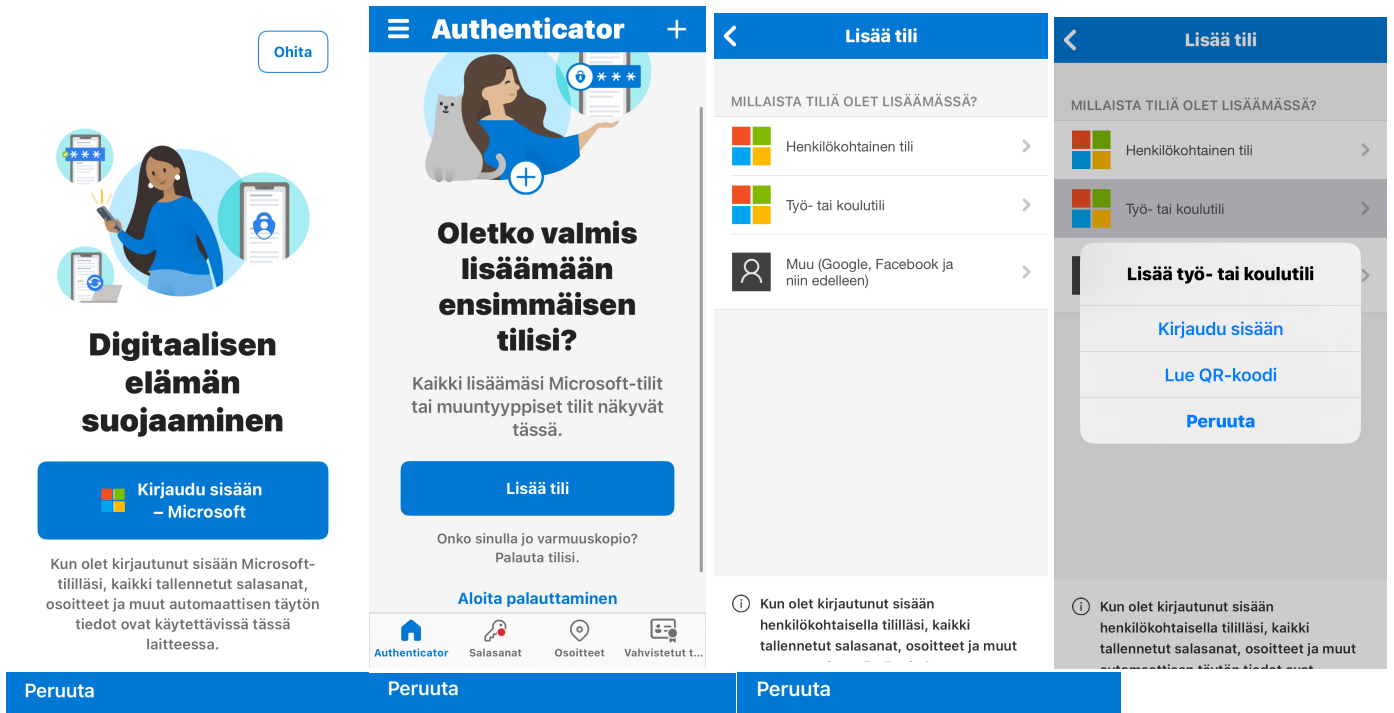 Ohita
Digitaalisen
elämän
suojaaminen
Kirjaudu sisään
– Microsoft
Kun olet kirjautunut sisään Microsoft-
tililläsi, kaikki tallennetut salasanat,
osoitteet ja muut automaattisen täytön
tiedot ovat käytettävissä tässä
laitteessa.
Peruuta
Authenticator
Oletko valmis
lisäämään
ensimmäisen
tilisi?
Kaikki lisäämäsi Microsoft-tilit
tai muuntyyppiset tilit näkyvät
tässä.
Lisää tili
Onko sinulla jo varmuuskopio?
Palauta tilisi.
Aloita palauttaminen
Authenticator Salasanat Osoitteet Vahvistetut t...
Peruuta
Lisää tili
MILLAISTA TILIÄ OLET LISÄÄMÄSSÄ?
Henkilökohtainen tili
Työ- tai koulutili
Muu (Google, Facebook ja
niin edelleen)
Kun olet kirjautunut sisään
henkilökohtaisella tililläsi, kaikki
tallennetut salasanat, osoitteet ja muut
Peruuta
Lisää tili
MILLAISTA TILIÄ OLET LISÄÄMÄSSÄ?
Henkilökohtainen tili
Työ- tai koulutili
Lisää työ- tai koulutili
Kirjaudu sisään
Lue QR-koodi
Peruuta
Kun olet kirjautunut sisään
henkilökohtaisella tililläsi, kaikki
tallennetut salasanat, osoitteet ja muut
automaattisen täytön tiedot ovat